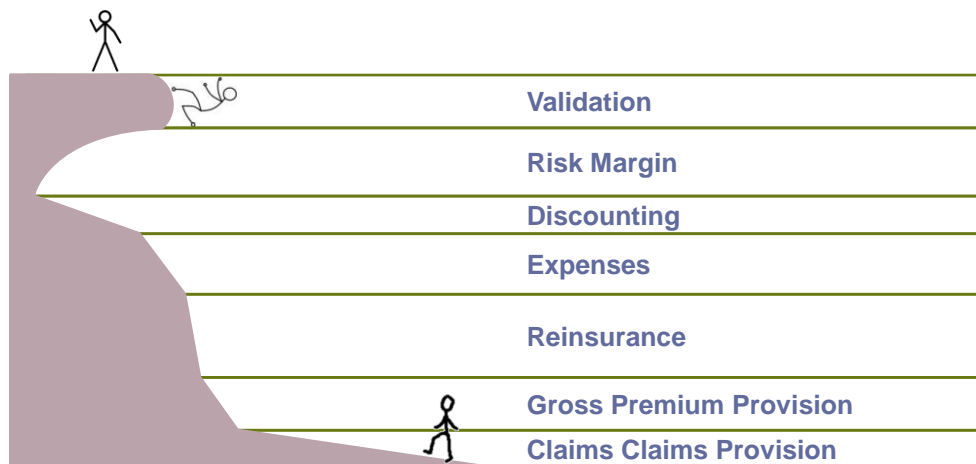 Validation
Risk Margin
Discounting
Expenses
Reinsurance
Gross Premium Provision
Claims Claims Provision